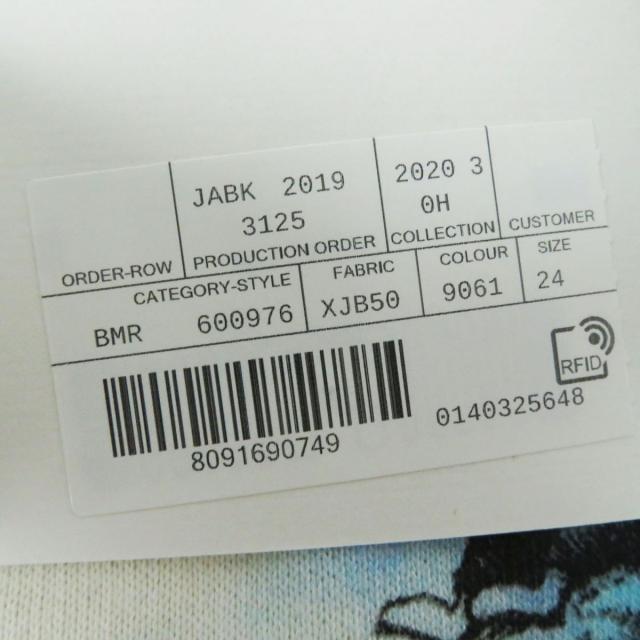 ORDER-ROW
JABK 2019
3125
PRODUCTION ORDER
2020 3
0H
COLLECTION
CUSTOMER
CATEGORY-STYLE
BMR 600976
FABRIC
XJB50
COLOUR
9061
SIZE
24
8091690749
RFID
0140325648